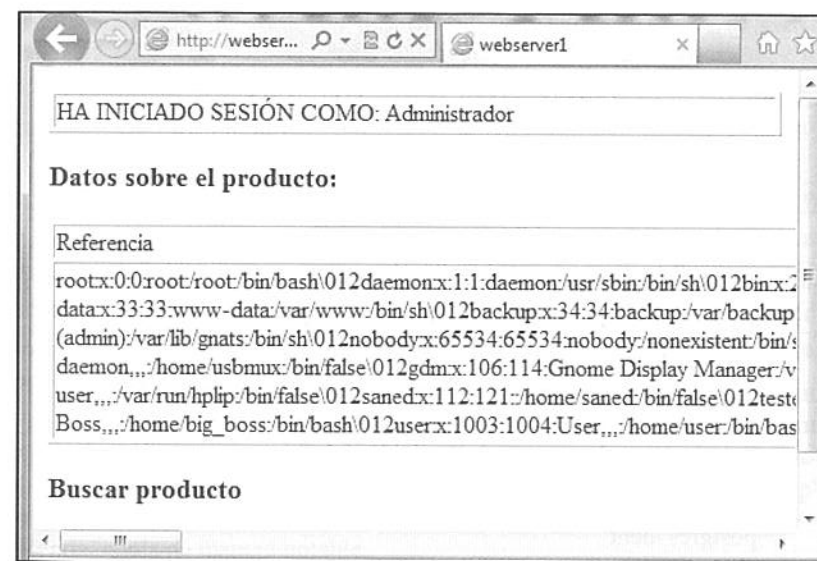 http://webser...
webserver1
HA INICIADO SESIÓN COMO: Administrador
Datos sobre el producto:
Referencia
root:x:0:0:root:/root:/bin/bash\012daemon:x:1:1:daemon:/usr/sbin:/bin/sh\012bin:x:2
data:x:33:33:www-data:/var/www:/bin/sh\012backup:x:34:34:backup:/var/backup
(admin):/var/lib/gnats:/bin/sh\012nobody:x:65534:65534:nobody:/nonexistent:/bin/s
daemon,,,:/home/usbmux:/bin/false\012gdm:x:106:114:Gnome Display Manager:/v
user,,,:/var/run/hplip:/bin/false\012saned:x:112:121::/home/saned:/bin/false\012teste
Boss,,,:/home/big_boss:/bin/bash\012user:x:1003:1004:User,,,:/home/user:/bin/bas
Buscar producto